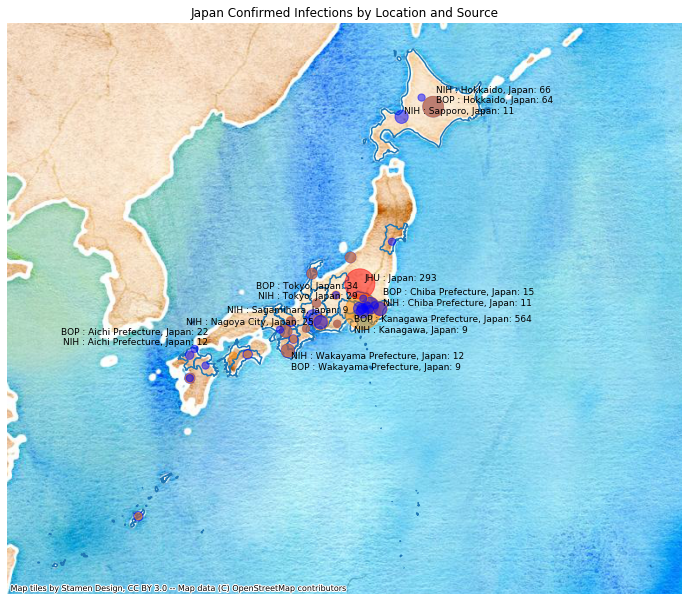 Japan Confirmed Infections by Location and Source
NIH : Hokkaido, Japan: 66
BOP : Hokkaido, Japan: 64
NIH : Sapporo, Japan: 11
JHU : Japan: 293
BOP : Tokyo, Japan: 34
NIH : Tokyo, Japan: 29
BOP : Chiba Prefecture, Japan: 15
NIH : Chiba Prefecture, Japan: 11
NIH : Sagamihara, Japan: 9
BOP : Kanagawa Prefecture, Japan: 564
NIH : Nagoya City, Japan: 25
NIH : Kanagawa, Japan: 9
BOP : Aichi Prefecture, Japan: 22
NIH : Aichi Prefecture, Japan: 12
NIH : Wakayama Prefecture, Japan: 12
BOP : Wakayama Prefecture, Japan: 9
Map tiles by Stamen Design, CC BY 3.0 -- Map data (C) OpenStreetMap contributors